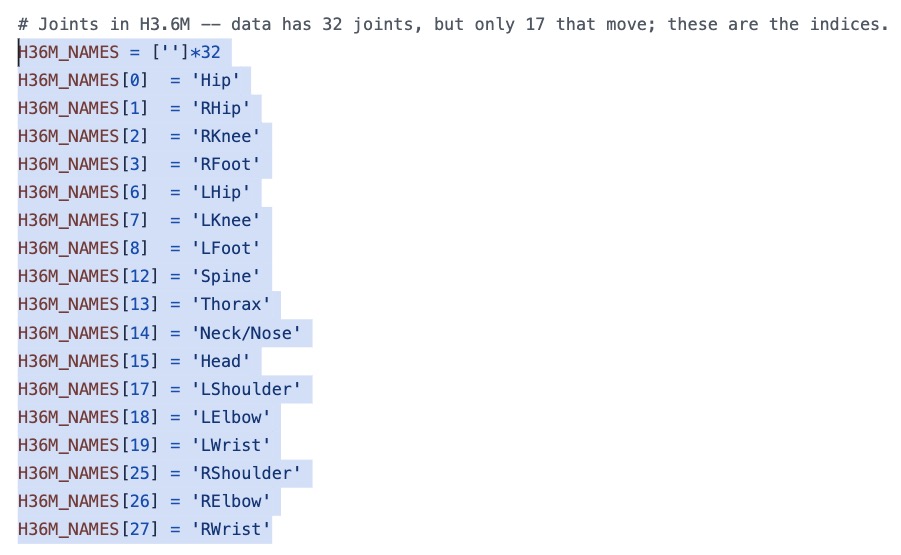 # Joints in H3.6M -- data has 32 joints, but only 17 that move; these are the indices.
H36M_NAMES = ['']*32
H36M_NAMES[0]  = 'Hip'
H36M_NAMES[1]  = 'RHip'
H36M_NAMES[2]  = 'RKnee'
H36M_NAMES[3]  = 'RFoot'
H36M_NAMES[6]  = 'LHip'
H36M_NAMES[7]  = 'LKnee'
H36M_NAMES[8]  = 'LFoot'
H36M_NAMES[12] = 'Spine'
H36M_NAMES[13] = 'Thorax'
H36M_NAMES[14] = 'Neck/Nose'
H36M_NAMES[15] = 'Head'
H36M_NAMES[17] = 'LShoulder'
H36M_NAMES[18] = 'LElbow'
H36M_NAMES[19] = 'LWrist'
H36M_NAMES[25] = 'RShoulder'
H36M_NAMES[26] = 'RElbow'
H36M_NAMES[27] = 'RWrist'